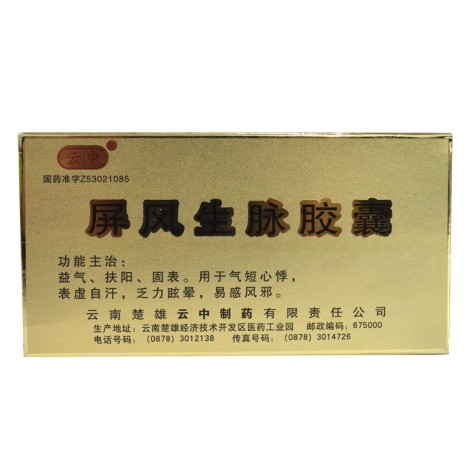 云中
国药准字Z53021085
屏风生脉胶囊
功能主治：
益气、扶阳、固表。用于气短心悸，
表虚自汗，乏力眩晕，易感风邪。
云南楚雄云中制药有限责任公司
生产地址：云南楚雄经济技术开发区医药工业园 邮政编码：675000
电话号码：(0878) 3012138 传真号码：(0878) 3014726